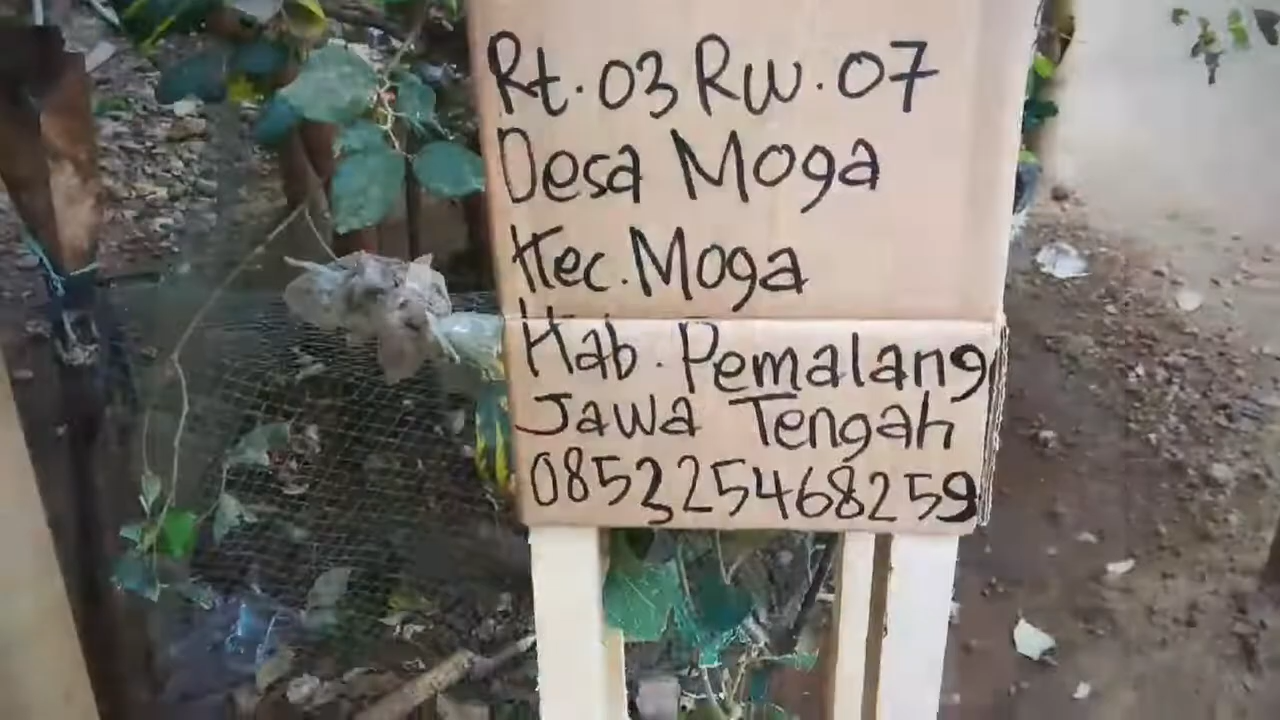 Rt. 03 Rw. 07
Desa Moga
Kec. Moga
Kab. Pemalang
Jawa Tengah
085325468259